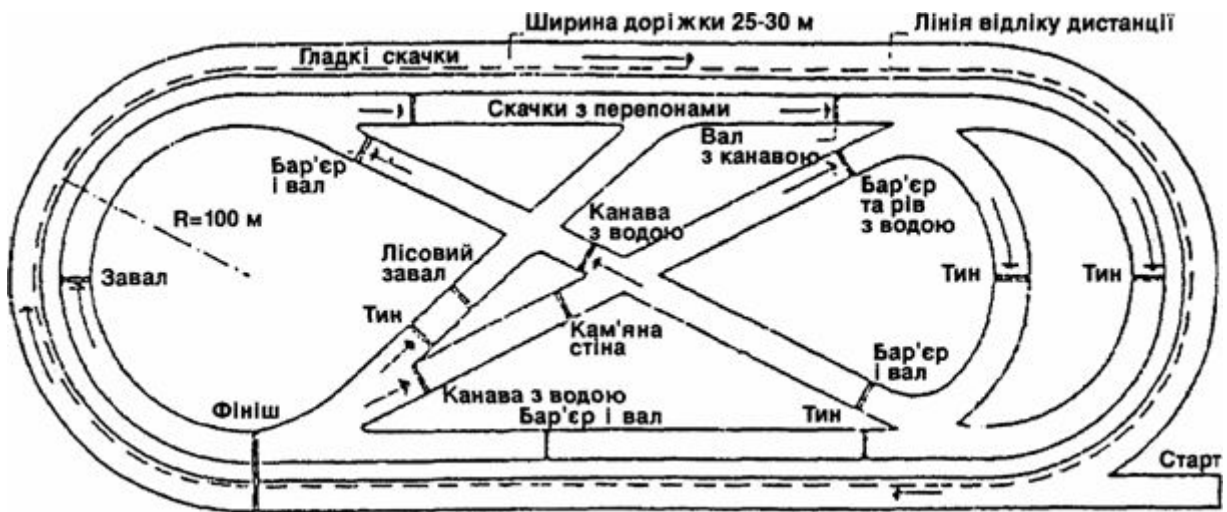 Ширина доріжки 25-30 м
Лінія відліку дистанції
Гладкі скачки
Скачки з перепонами
Вал
з канавою
Бар'єр
і вал
Бар'єр
та рів
з водою
R=100 м
Канава
з водою
Лісовий
завал
Завал
Тин
Тин
Тин
Кам'яна
стіна
Бар'єр
і вал
Канава з водою
Фініш
Бар'єр і вал
Тин
Старт